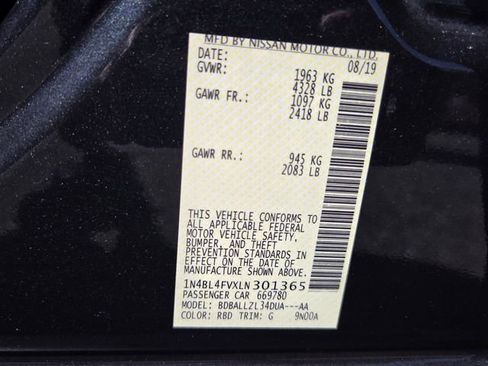 MFD BY NISSAN MOTOR CO., LTD.
DATE: 08/19
GVWR: 1963 KG
4328 LB
GAWR FR.: 1097 KG
2418 LB
GAWR RR.: 945 KG
2083 LB
THIS VEHICLE CONFORMS TO
ALL APPLICABLE FEDERAL
MOTOR VEHICLE SAFETY,
BUMPER, AND THEFT
PREVENTION STANDARDS IN
EFFECT ON THE DATE OF
MANUFACTURE SHOWN ABOVE.
1N4BL4FVXLN301365
PASSENGER CAR 669780
MODEL: BDBALLZL34DUA---AA
COLOR: RBD TRIM: G 9N00A